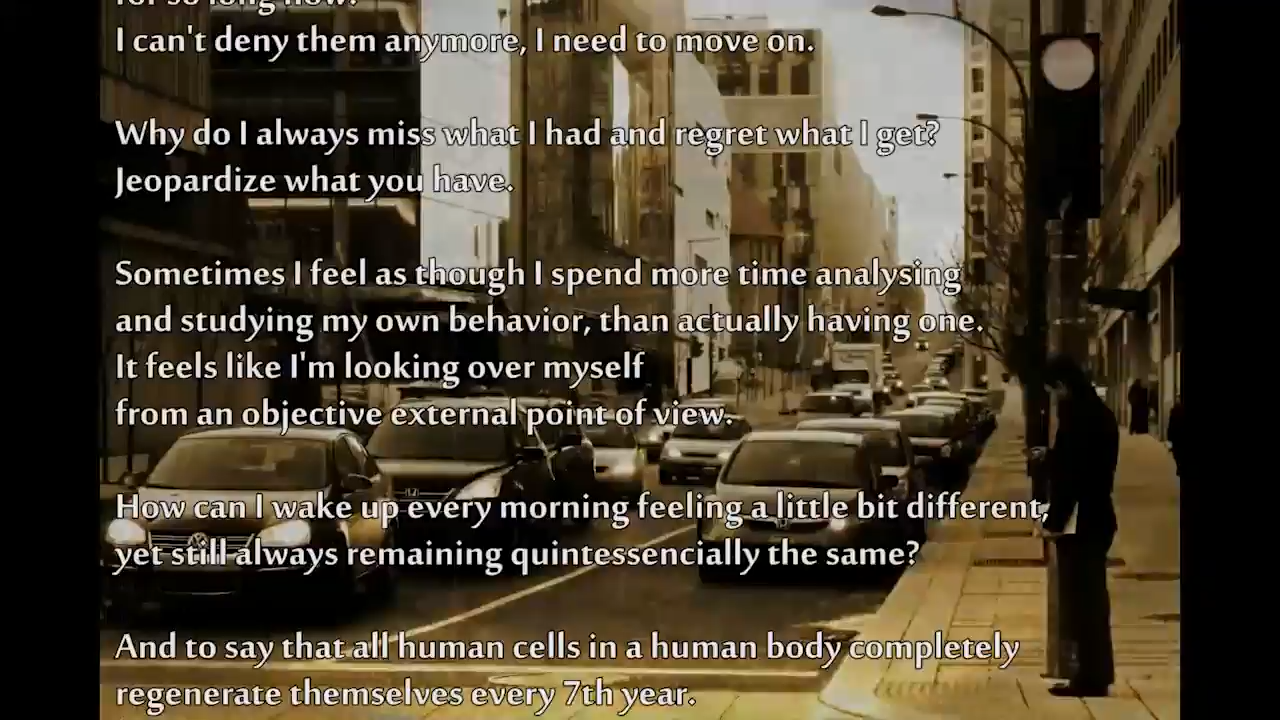 for so long now?
I can't deny them anymore, I need to move on.
Why do I always miss what I had and regret what I get?
Jeopardize what you have.
Sometimes I feel as though I spend more time analysing
and studying my own behavior, than actually having one.
It feels like I'm looking over myself
from an objective external point of view.
How can I wake up every morning feeling a little bit different,
yet still always remaining quintessencially the same?
And to say that all human cells in a human body completely
regenerate themselves every 7th year.